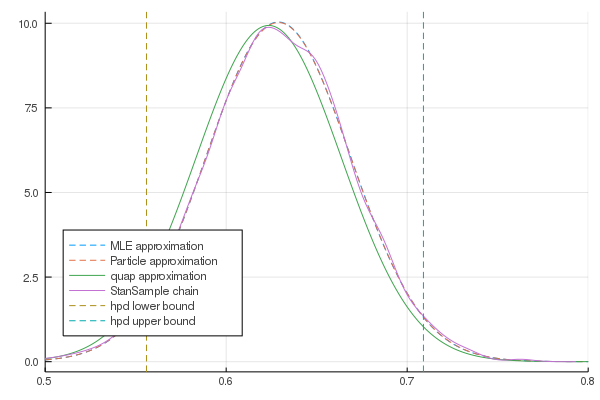 10.0
7.5
5.0
2.5
0.0
MLE approximation
Particle approximation
quap approximation
StanSample chain
hpd lower bound
hpd upper bound
0.5 0.6 0.7 0.8